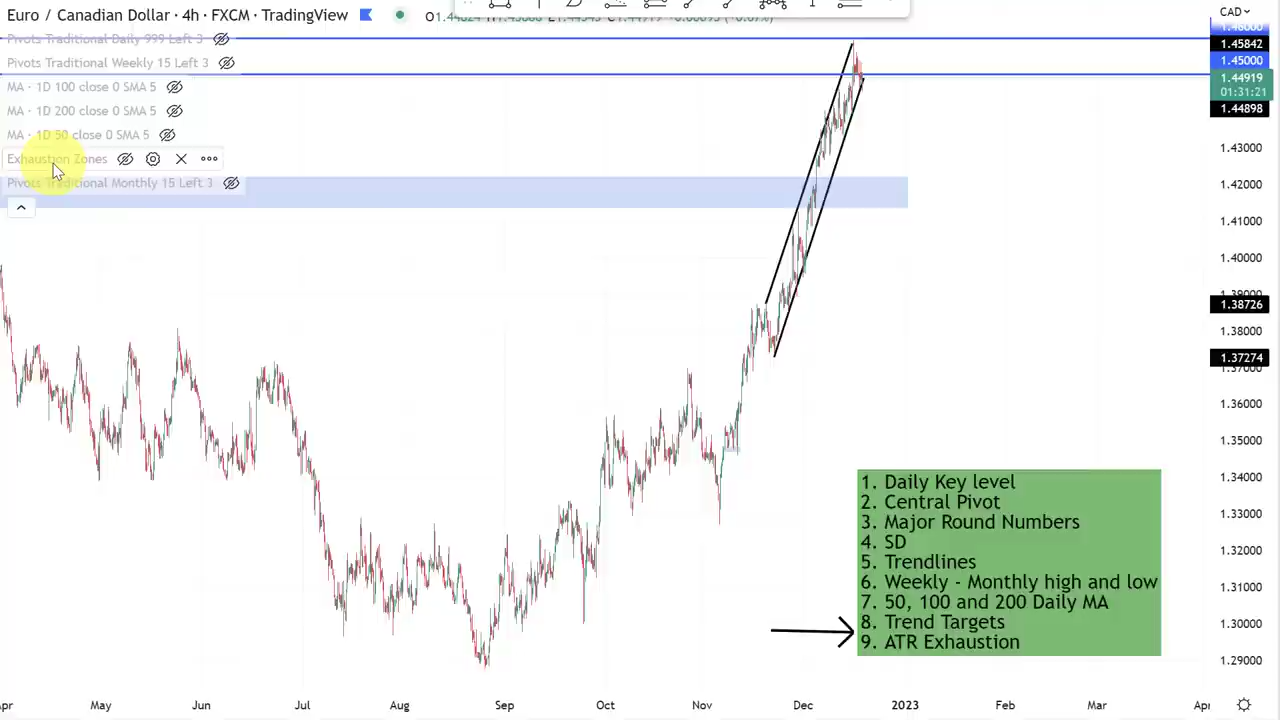 Euro / Canadian Dollar · 4h · FXCM · TradingView
CAD
Pivots Traditional Daily 999 Left 3
Pivots Traditional Weekly 15 Left 3
MA · 1D 100 close 0 SMA 5
MA · 1D 200 close 0 SMA 5
MA · 1D 50 close 0 SMA 5
Exhaustion Zones
Pivots Traditional Monthly 15 Left 3
1.45842
1.45000
1.44919
01:31:21
1.44898
1.43000
1.42000
1.41000
1.40000
1.38726
1.38000
1.37274
1.36000
1.35000
1.34000
1.33000
1.32000
1.31000
1.30000
1.29000
1. Daily Key level
2. Central Pivot
3. Major Round Numbers
4. SD
5. Trendlines
6. Weekly - Monthly high and low
7. 50, 100 and 200 Daily MA
8. Trend Targets
9. ATR Exhaustion
May Jun Jul Aug Sep Oct Nov Dec 2023 Feb Mar